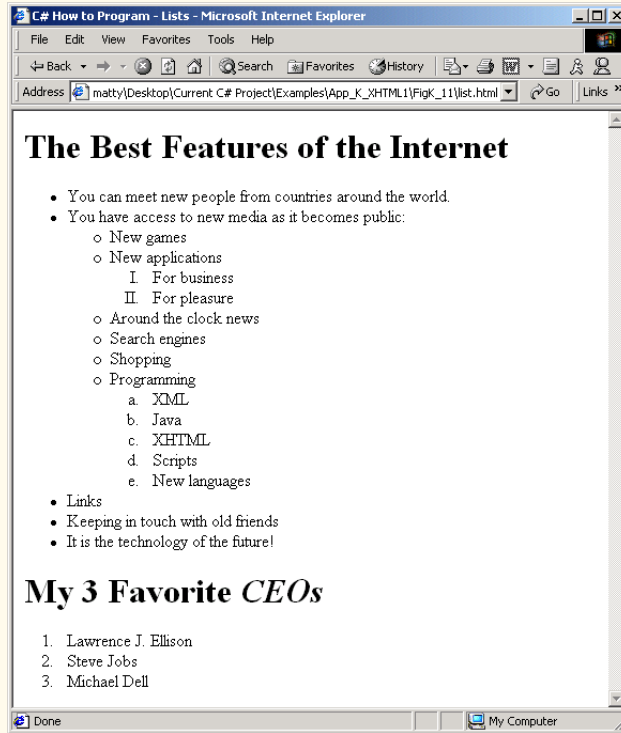 C# How to Program - Lists - Microsoft Internet Explorer
File Edit View Favorites Tools Help
Back Search Favorites History
Address matty\Desktop\Current C# Project\Examples\App_K_XHTML1\FigK_11\list.html Go Links »
The Best Features of the Internet
• You can meet new people from countries around the world.
• You have access to new media as it becomes public:
o New games
o New applications
I. For business
II. For pleasure
o Around the clock news
o Search engines
o Shopping
o Programming
a. XML
b. Java
c. XHTML
d. Scripts
e. New languages
• Links
• Keeping in touch with old friends
• It is the technology of the future!
My 3 Favorite CEOs
1. Lawrence J. Ellison
2. Steve Jobs
3. Michael Dell
Done My Computer